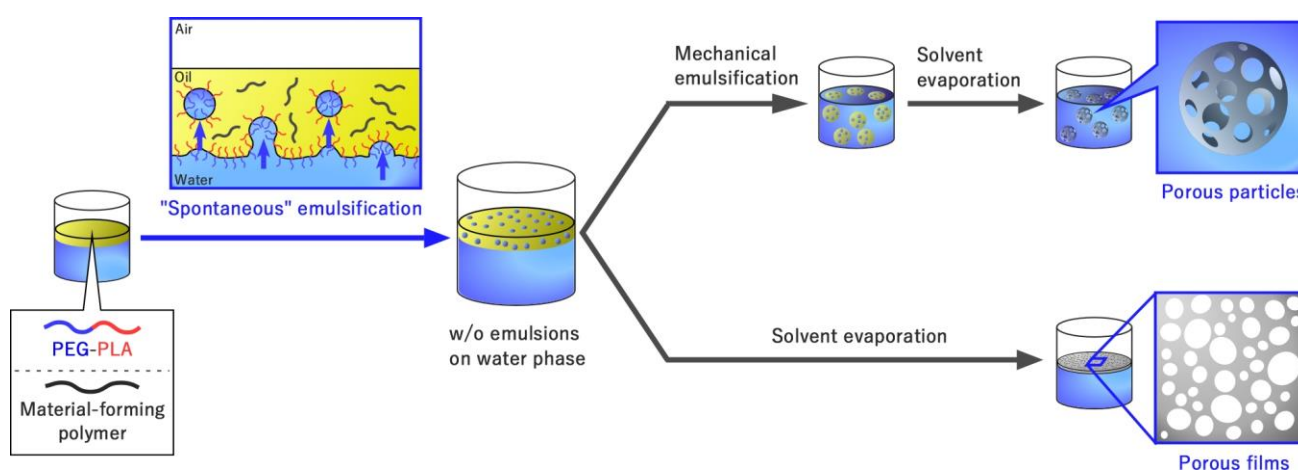 Air
Oil
Water
"Spontaneous" emulsification
PEG-PLA
Material-forming
polymer
w/o emulsions
on water phase
Mechanical
emulsification
Solvent
evaporation
Porous particles
Solvent evaporation
Porous films